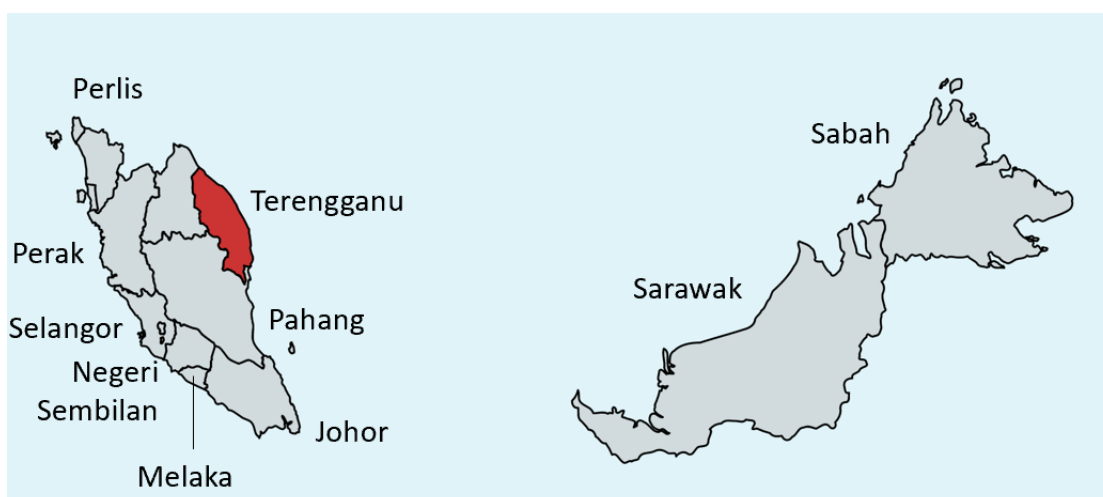 Perlis
Sabah
Terengganu
Perak
Sarawak
Selangor
Pahang
Negeri
Sembilan
Johor
Melaka